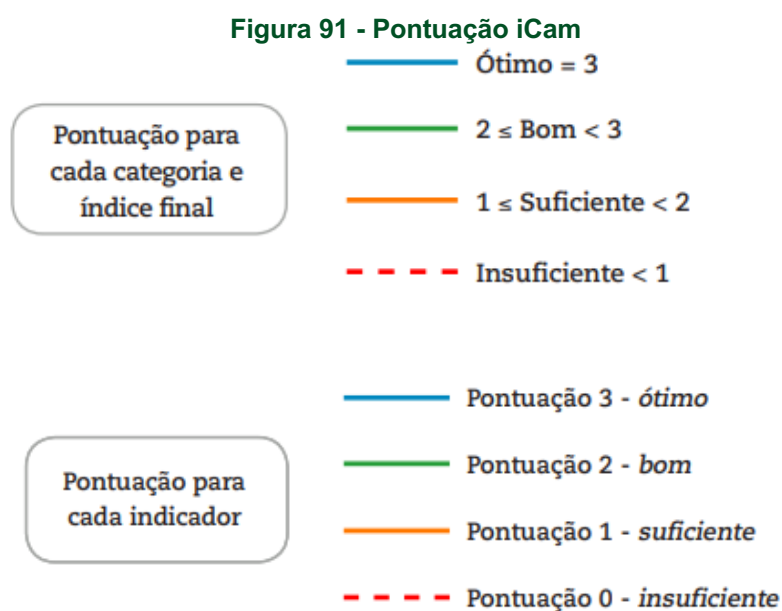 Figura 91 - Pontuação iCam
Ótimo = 3
Pontuação para
cada categoria e
índice final
2 ≤ Bom < 3
1 ≤ Suficiente < 2
Insuficiente < 1
Pontuação 3 - ótimo
Pontuação para
cada indicador
Pontuação 2 - bom
Pontuação 1 - suficiente
Pontuação 0 - insuficiente